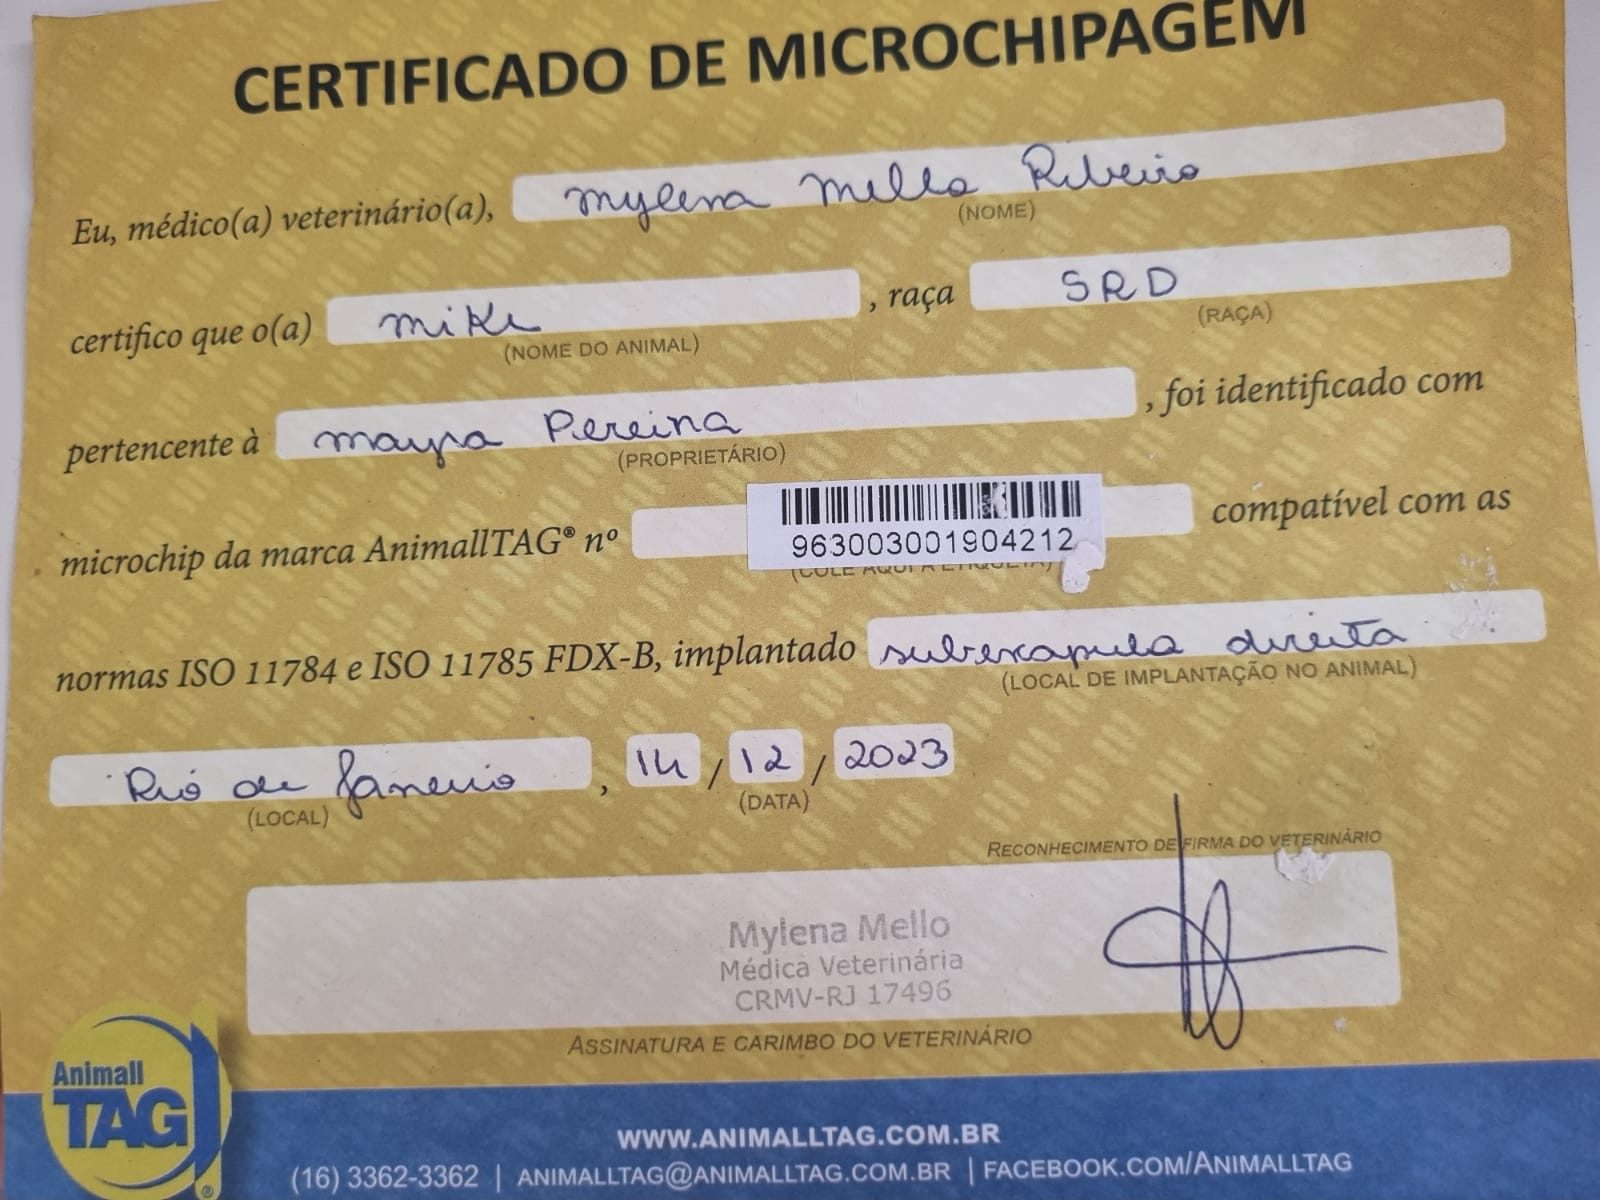 CERTIFICADO DE MICROCHIPAGEM
Eu, médico(a) veterinário(a), Mylena Mello Ribeiro
(NOME)
certifico que o(a) Mike , raça SRD
(NOME DO ANIMAL) (RAÇA)
pertencente à Mayra Pereira , foi identificado com
(PROPRIETÁRIO)
microchip da marca AnimallTAG® nº 963003001904212 compatível com as
(COLE AQUI A ETIQUETA)
normas ISO 11784 e ISO 11785 FDX-B, implantado subescapula direita
(LOCAL DE IMPLANTAÇÃO NO ANIMAL)
Rio de Janeiro , 14 / 12 / 2023
(LOCAL) (DATA)
RECONHECIMENTO DE FIRMA DO VETERINÁRIO
Mylena Mello
Médica Veterinária
CRMV-RJ 17496
ASSINATURA E CARIMBO DO VETERINÁRIO
Animall
TAG ®
WWW.ANIMALLTAG.COM.BR
(16) 3362-3362 | ANIMALLTAG@ANIMALLTAG.COM.BR | FACEBOOK.COM/ANIMALLTAG